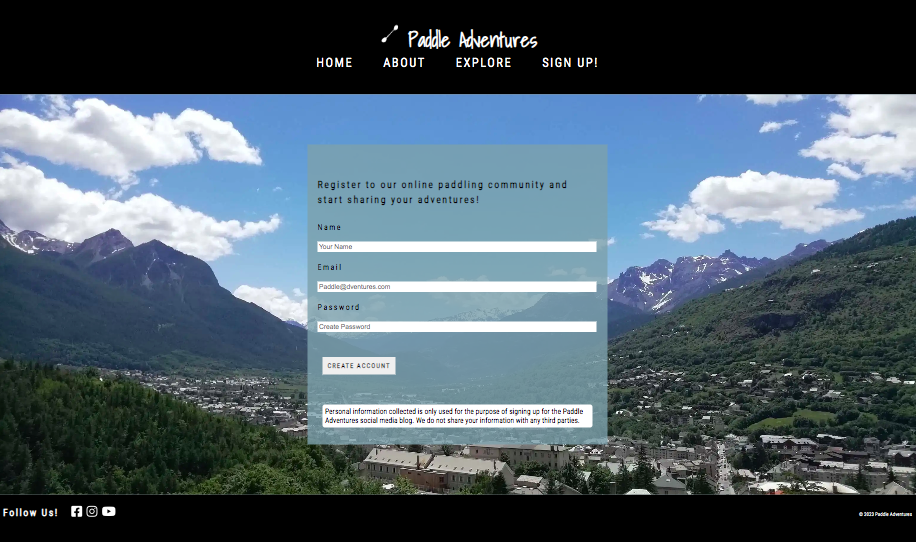 Paddle Adventures
HOME ABOUT EXPLORE SIGN UP!
Register to our online paddling community and
start sharing your adventures!
Name
Your Name
Email
Paddle@dventures.com
Password
Create Password
CREATE ACCOUNT
Personal information collected is only used for the purpose of signing up for the Paddle
Adventures social media blog. We do not share your information with any third parties.
Follow Us!
© 2023 Paddle Adventures